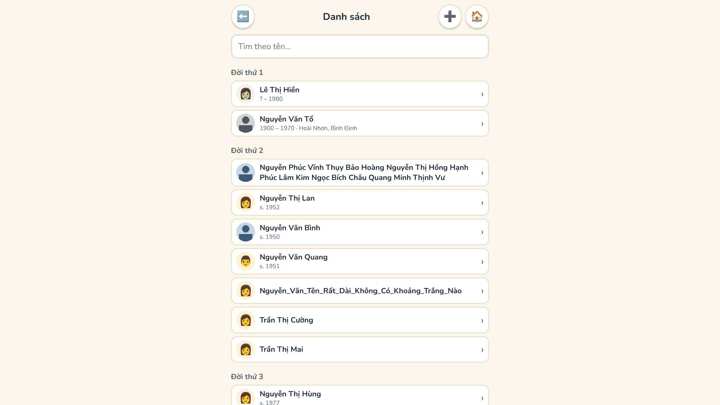 Danh sách
Tìm theo tên...
Đời thứ 1
Lê Thị Hiền
? – 1980
Nguyễn Văn Tổ
1900 – 1970 · Hoài Nhơn, Bình Định
Đời thứ 2
Nguyễn Phúc Vĩnh Thụy Bảo Hoàng Nguyễn Thị Hồng Hạnh
Phúc Lâm Kim Ngọc Bích Châu Quang Minh Thịnh Vư
Nguyễn Thị Lan
s. 1952
Nguyễn Văn Bình
s. 1950
Nguyễn Văn Quang
s. 1951
Nguyễn_Văn_Tên_Rất_Dài_Không_Có_Khoảng_Trắng_Nào
Trần Thị Cường
Trần Thị Mai
Đời thứ 3
Nguyễn Thị Hùng
s. 1977